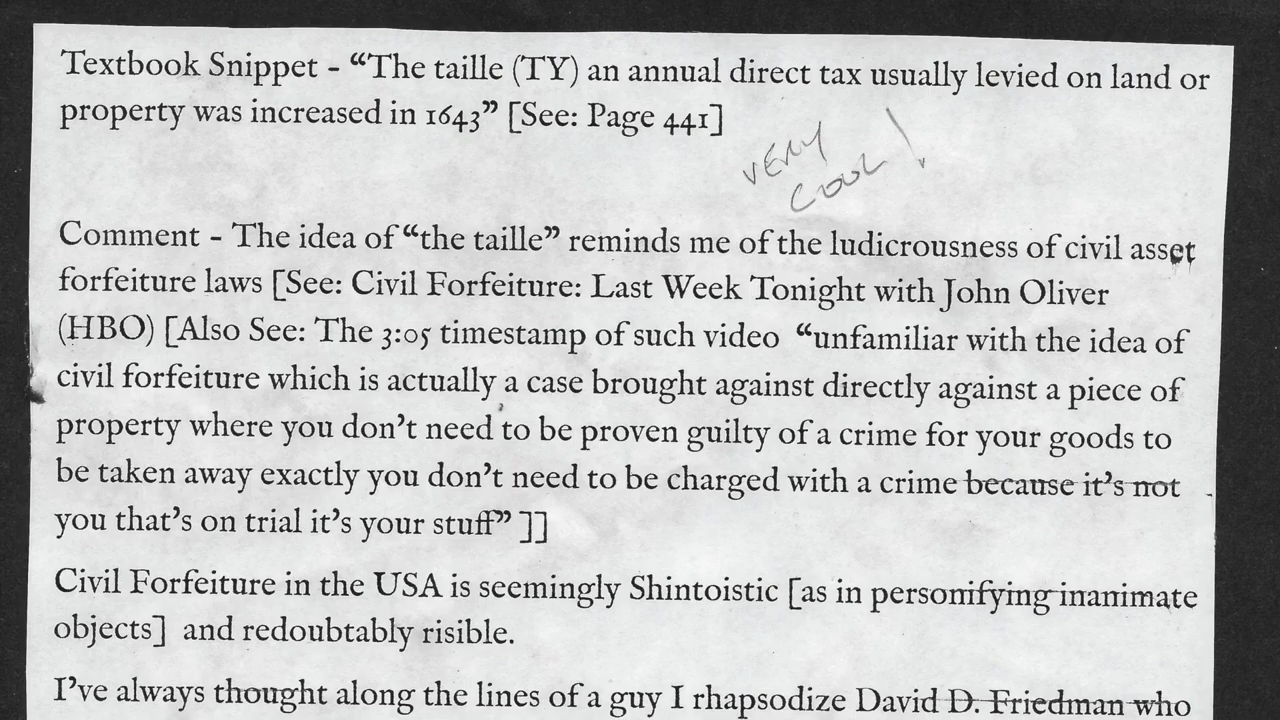 Textbook Snippet - “The taille (TY) an annual direct tax usually levied on land or
property was increased in 1643” [See: Page 441]
VERY
COOL!
Comment - The idea of “the taille” reminds me of the ludicrousness of civil asset
forfeiture laws [See: Civil Forfeiture: Last Week Tonight with John Oliver
(HBO) [Also See: The 3:05 timestamp of such video “unfamiliar with the idea of
civil forfeiture which is actually a case brought against directly against a piece of
property where you don’t need to be proven guilty of a crime for your goods to
be taken away exactly you don’t need to be charged with a crime because it’s not
you that’s on trial it’s your stuff” ]]
Civil Forfeiture in the USA is seemingly Shintoistic [as in personifying inanimate
objects] and redoubtably risible.
I’ve always thought along the lines of a guy I rhapsodize David D. Friedman who